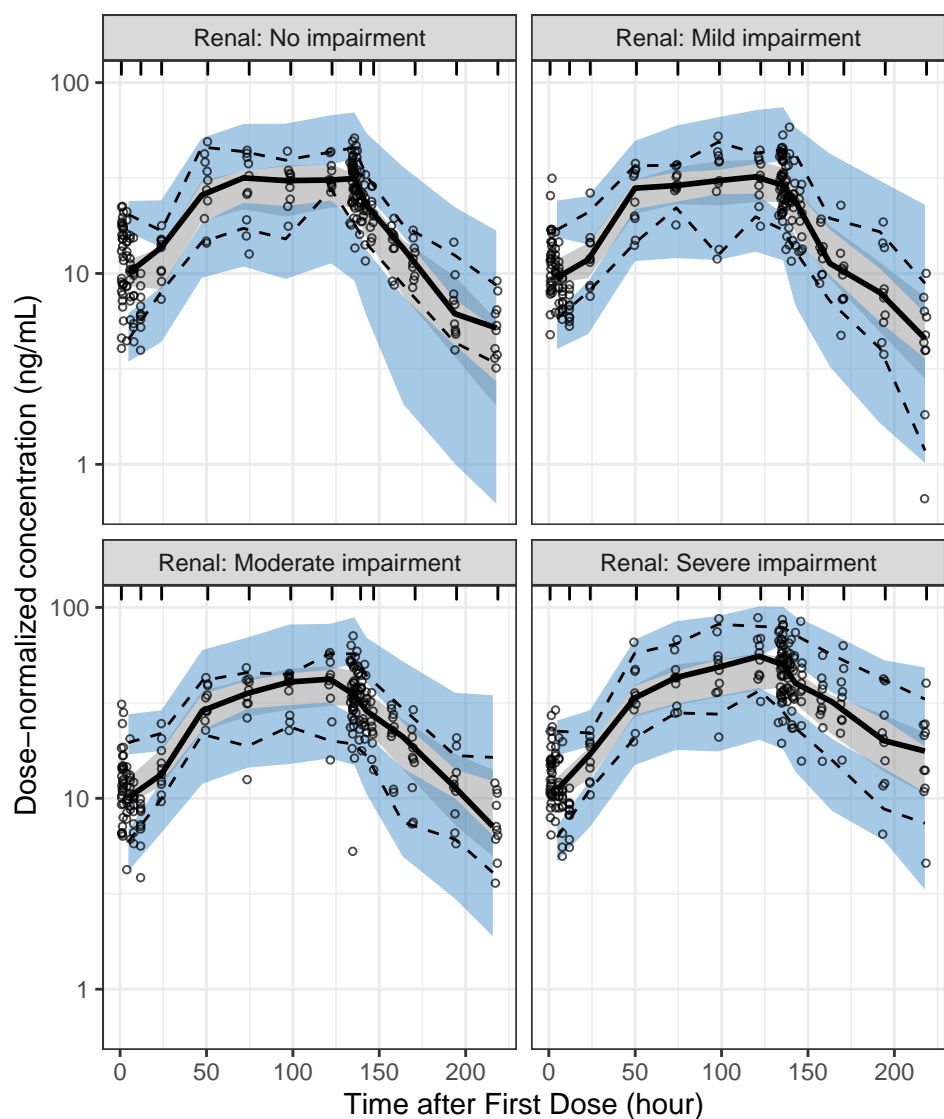 Renal: No impairment
Renal: Mild impairment
100
10
1
Renal: Moderate impairment
Renal: Severe impairment
100
10
1
0 50 100 150 200
0 50 100 150 200
Time after First Dose (hour)
Dose−normalized concentration (ng/mL)